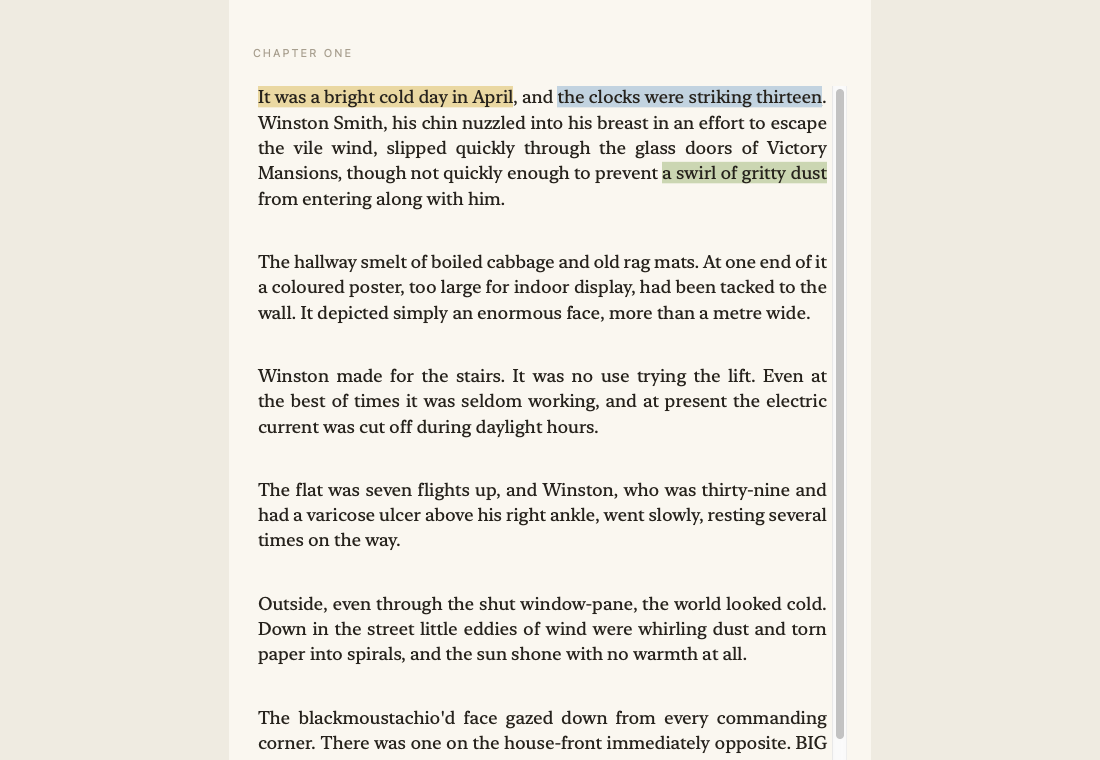 CHAPTER ONE
It was a bright cold day in April, and the clocks were striking thirteen.
Winston Smith, his chin nuzzled into his breast in an effort to escape
the vile wind, slipped quickly through the glass doors of Victory
Mansions, though not quickly enough to prevent a swirl of gritty dust
from entering along with him.
The hallway smelt of boiled cabbage and old rag mats. At one end of it
a coloured poster, too large for indoor display, had been tacked to the
wall. It depicted simply an enormous face, more than a metre wide.
Winston made for the stairs. It was no use trying the lift. Even at
the best of times it was seldom working, and at present the electric
current was cut off during daylight hours.
The flat was seven flights up, and Winston, who was thirty-nine and
had a varicose ulcer above his right ankle, went slowly, resting several
times on the way.
Outside, even through the shut window-pane, the world looked cold.
Down in the street little eddies of wind were whirling dust and torn
paper into spirals, and the sun shone with no warmth at all.
The blackmoustachio'd face gazed down from every commanding
corner. There was one on the house-front immediately opposite. BIG